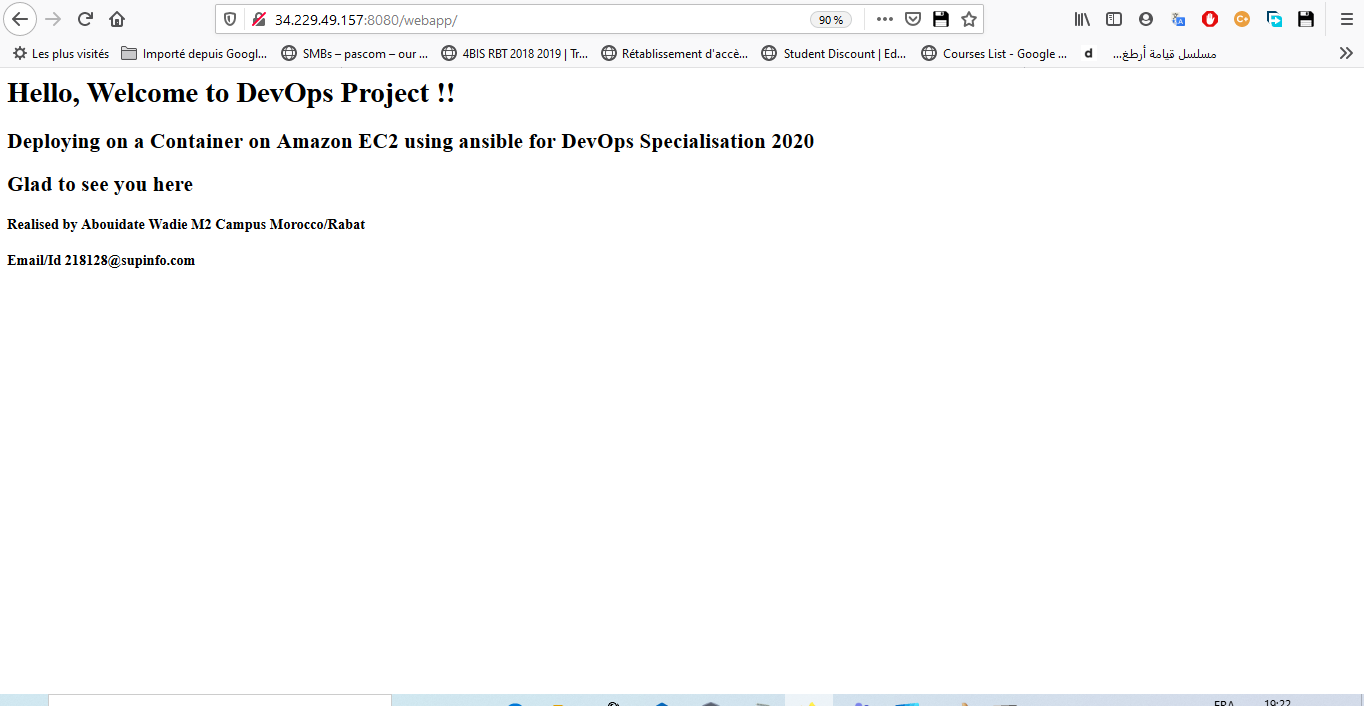 34.229.49.157:8080/webapp/
90 %
Les plus visités
Importé depuis Googl...
SMBs – pascom – our ...
4BIS RBT 2018 2019 | Tr...
Rétablissement d'accè...
Student Discount | Ed...
Courses List - Google ...
d
مسلسل قيامة أرطغ...
Hello, Welcome to DevOps Project !!
Deploying on a Container on Amazon EC2 using ansible for DevOps Specialisation 2020
Glad to see you here
Realised by Abouidate Wadie M2 Campus Morocco/Rabat
Email/Id 218128@supinfo.com
FRA
19:22